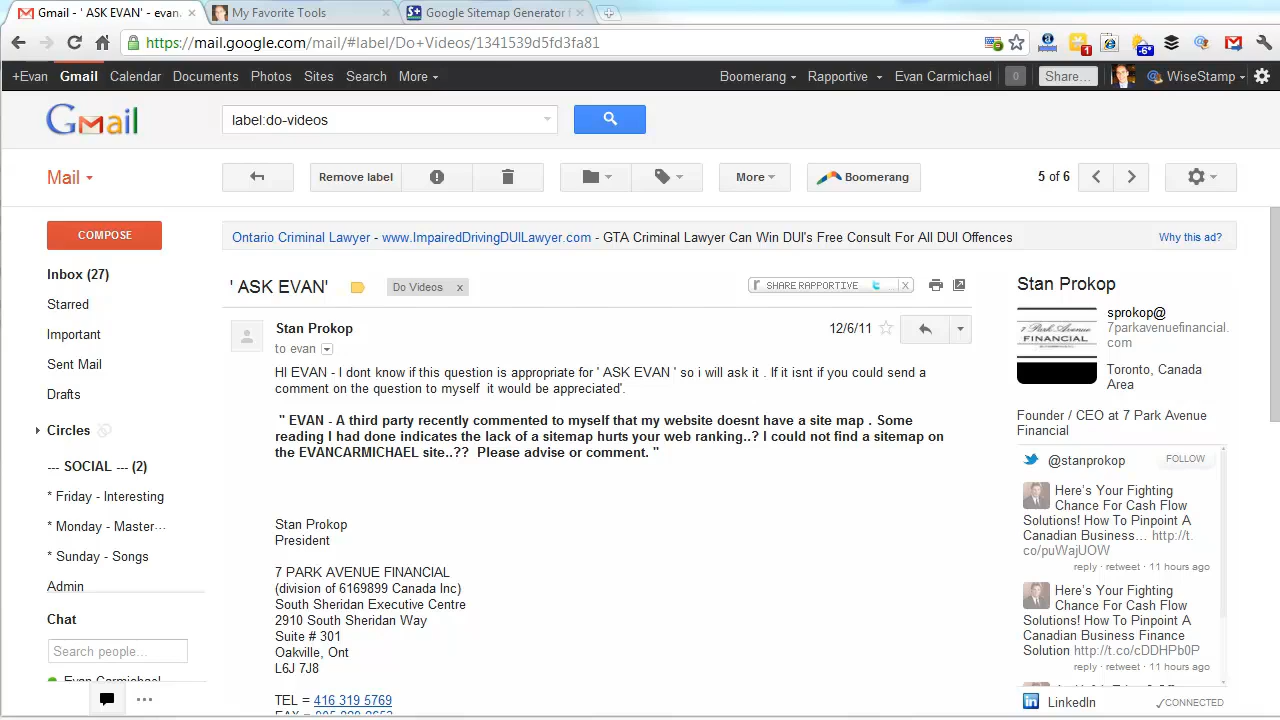 Gmail - ' ASK EVAN' - evan.
My Favorite Tools
Google Sitemap Generator
https://mail.google.com/mail/#label/Do+Videos/1341539d5fd3fa81
1
-6°
+Evan Gmail Calendar Documents Photos Sites Search More
Boomerang Rapportive Evan Carmichael 0 Share... WiseStamp
Gmail
label:do-videos
Mail
Remove label
More
Boomerang
5 of 6
COMPOSE
Ontario Criminal Lawyer - www.ImpairedDrivingDUILawyer.com - GTA Criminal Lawyer Can Win DUI's Free Consult For All DUI Offences
Why this ad?
Inbox (27)
Starred
Important
Sent Mail
Drafts
Circles
--- SOCIAL --- (2)
* Friday - Interesting
* Monday - Master...
* Sunday - Songs
Admin
Chat
Search people...
Evan Carmichael
' ASK EVAN'
Do Videos x
SHARE RAPPORTIVE x
Stan Prokop
12/6/11
to evan
HI EVAN - I dont know if this question is appropriate for ' ASK EVAN ' so i will ask it . If it isnt if you could send a
comment on the question to myself it would be appreciated'.
" EVAN - A third party recently commented to myself that my website doesnt have a site map . Some
reading I had done indicates the lack of a sitemap hurts your web ranking..? I could not find a sitemap on
the EVANCARMICHAEL site..?? Please advise or comment. "
Stan Prokop
President
7 PARK AVENUE FINANCIAL
(division of 6169899 Canada Inc)
South Sheridan Executive Centre
2910 South Sheridan Way
Suite # 301
Oakville, Ont
L6J 7J8
TEL = 416 319 5769
Stan Prokop
7 PARK AVENUE
FINANCIAL
sprokop@
7parkavenuefinancial.
com
Toronto, Canada
Area
Founder / CEO at 7 Park Avenue
Financial
@stanprokop
FOLLOW
Here's Your Fighting
Chance For Cash Flow
Solutions! How To Pinpoint A
Canadian Business... http://t.
co/puWajUOW
reply · retweet · 11 hours ago
Here's Your Fighting
Chance For Cash Flow
Solutions! How To Pinpoint A
Canadian Business Finance
Solution http://t.co/cDDHPb0P
reply · retweet · 11 hours ago
LinkedIn
✓CONNECTED